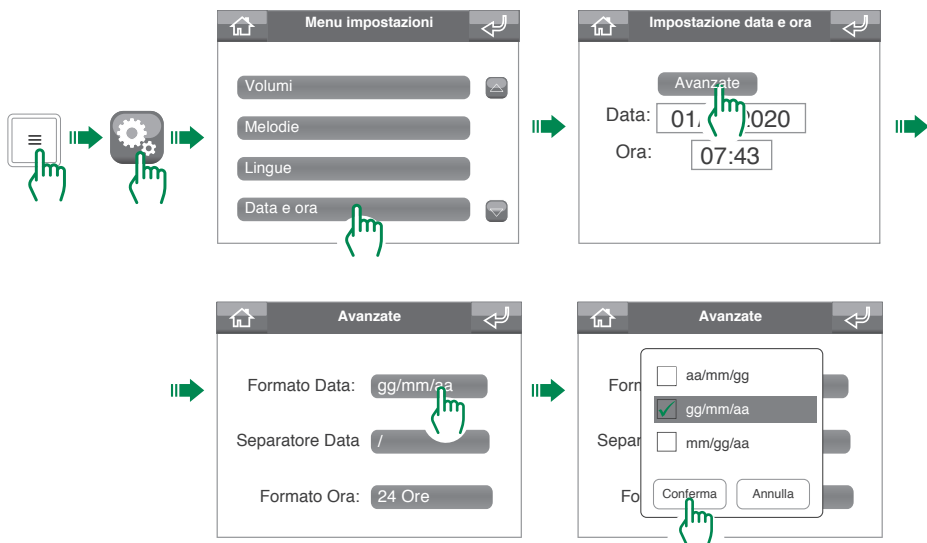 Menu impostazioni
Volumi
Melodie
Lingue
Data e ora
Impostazione data e ora
Avanzate
Data: 01/ 2020
Ora: 07:43
Avanzate
Formato Data: gg/mm/aa
Separatore Data /
Formato Ora: 24 Ore
Avanzate
Form
aa/mm/gg
gg/mm/aa
Separ
mm/gg/aa
Fo
Conferma Annulla